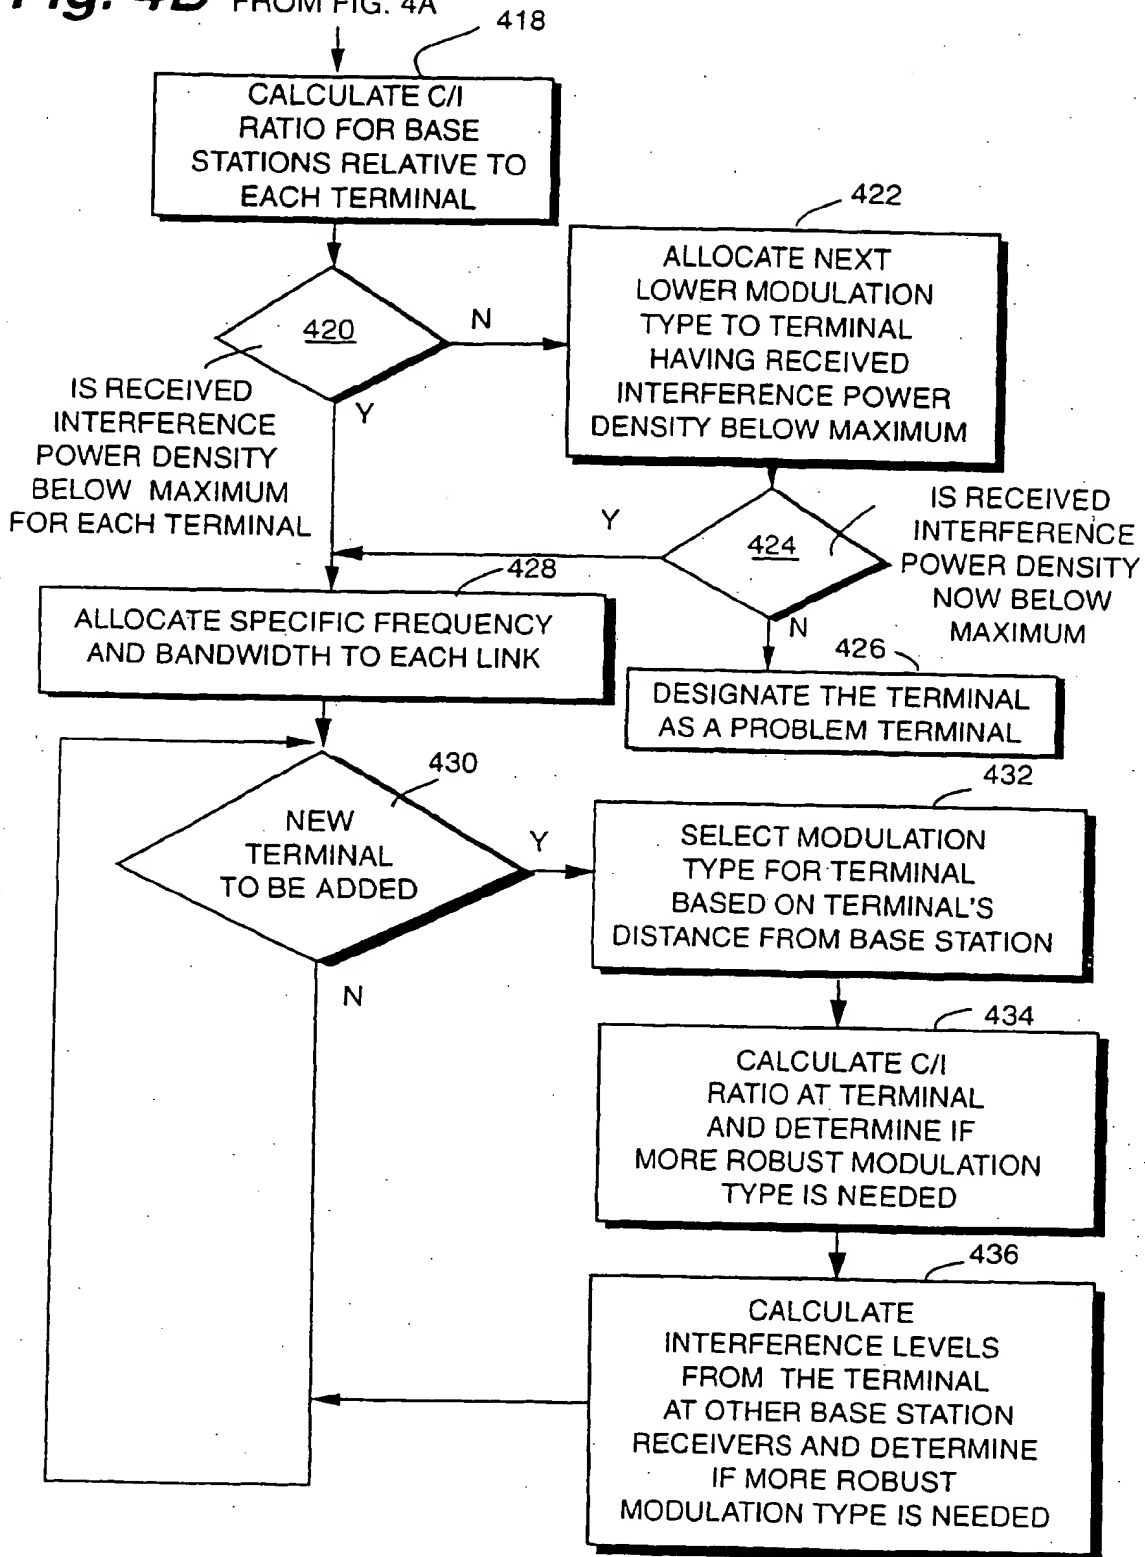 Fig. 4B FROM FIG. 4A
418
CALCULATE C/I
RATIO FOR BASE
STATIONS RELATIVE TO
EACH TERMINAL
422
ALLOCATE NEXT
LOWER MODULATION
TYPE TO TERMINAL
HAVING RECEIVED
INTERFERENCE POWER
DENSITY BELOW MAXIMUM
420
N
Y
IS RECEIVED
INTERFERENCE
POWER DENSITY
BELOW MAXIMUM
FOR EACH TERMINAL
424
Y
N
IS RECEIVED
INTERFERENCE
POWER DENSITY
NOW BELOW
MAXIMUM
428
ALLOCATE SPECIFIC FREQUENCY
AND BANDWIDTH TO EACH LINK
426
DESIGNATE THE TERMINAL
AS A PROBLEM TERMINAL
430
NEW
TERMINAL
TO BE ADDED
Y
N
432
SELECT MODULATION
TYPE FOR TERMINAL
BASED ON TERMINAL'S
DISTANCE FROM BASE STATION
434
CALCULATE C/I
RATIO AT TERMINAL
AND DETERMINE IF
MORE ROBUST MODULATION
TYPE IS NEEDED
436
CALCULATE
INTERFERENCE LEVELS
FROM THE TERMINAL
AT OTHER BASE STATION
RECEIVERS AND DETERMINE
IF MORE ROBUST
MODULATION TYPE IS NEEDED